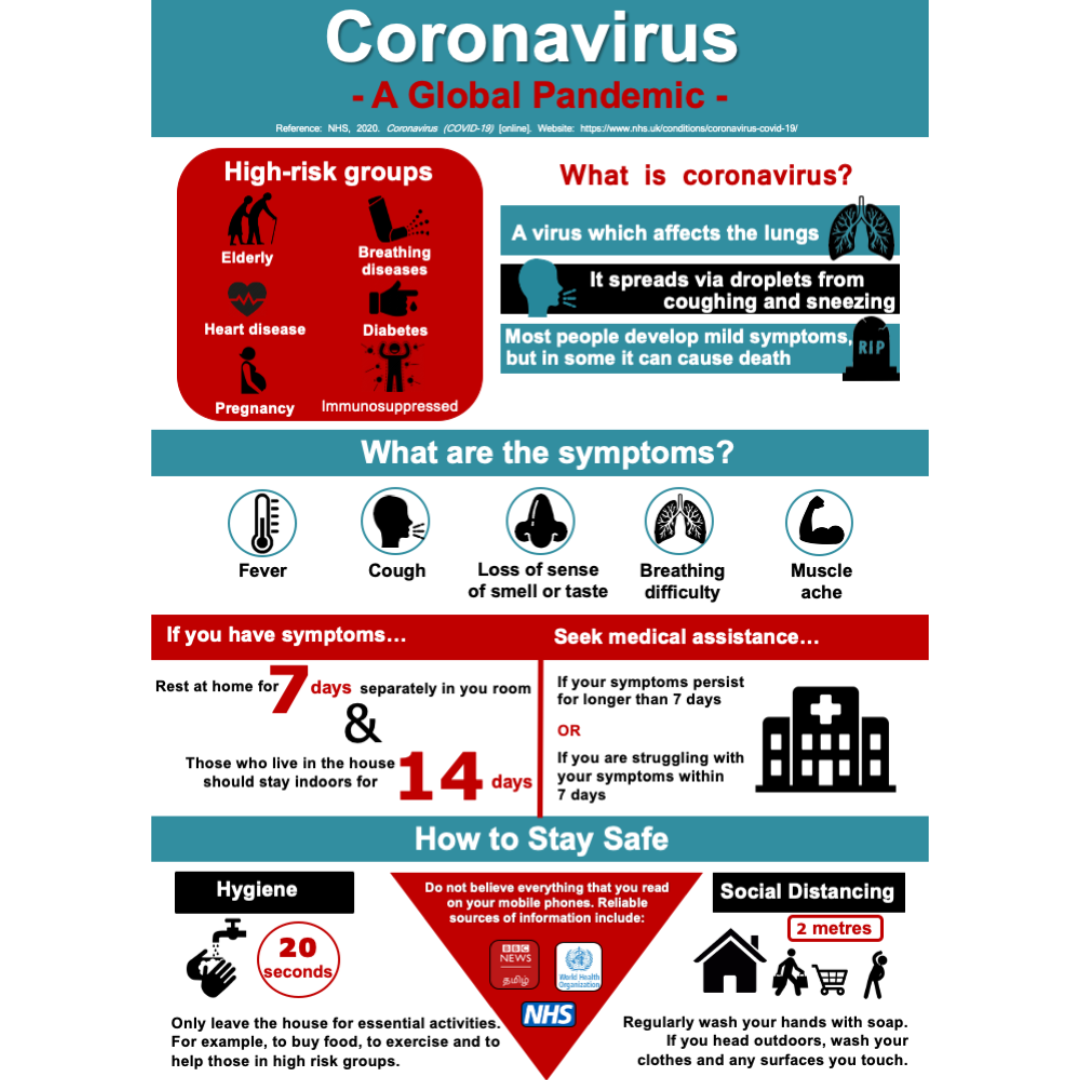 Coronavirus
- A Global Pandemic -
Reference: NHS, 2020. Coronavirus (COVID-19) [online]. Website: https://www.nhs.uk/conditions/coronavirus-covid-19/
High-risk groups
Elderly
Breathing
diseases
Heart disease
Diabetes
Pregnancy
Immunosuppressed
What is coronavirus?
A virus which affects the lungs
It spreads via droplets from
coughing and sneezing
Most people develop mild symptoms,
but in some it can cause death
RIP
What are the symptoms?
Fever
Cough
Loss of sense
of smell or taste
Breathing
difficulty
Muscle
ache
If you have symptoms...
Rest at home for 7 days separately in you room
&
Those who live in the house
should stay indoors for 14 days
Seek medical assistance...
If your symptoms persist
for longer than 7 days
OR
If you are struggling with
your symptoms within
7 days
How to Stay Safe
Hygiene
20
seconds
Only leave the house for essential activities.
For example, to buy food, to exercise and to
help those in high risk groups.
Do not believe everything that you read
on your mobile phones. Reliable
sources of information include:
BBC
NEWS
தமிழ்
World Health
Organization
NHS
Social Distancing
2 metres
Regularly wash your hands with soap.
If you head outdoors, wash your
clothes and any surfaces you touch.